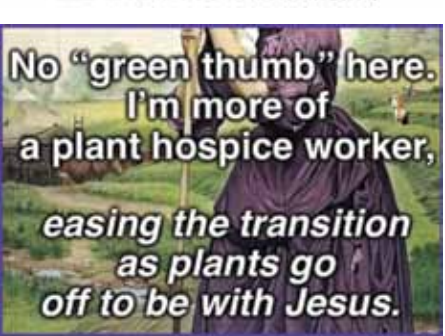 No “green thumb” here.
I’m more of
a plant hospice worker,
easing the transition
as plants go
off to be with Jesus.